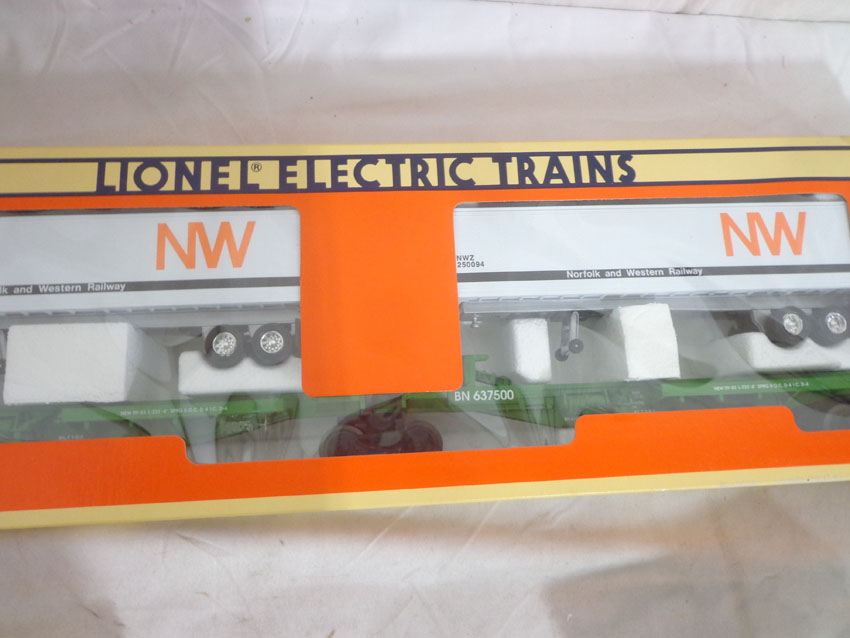 LIONEL® ELECTRIC TRAINS
NW
lk and Western Railway
NWZ
250094
NW
Norfolk and Western Railway
BN 637500